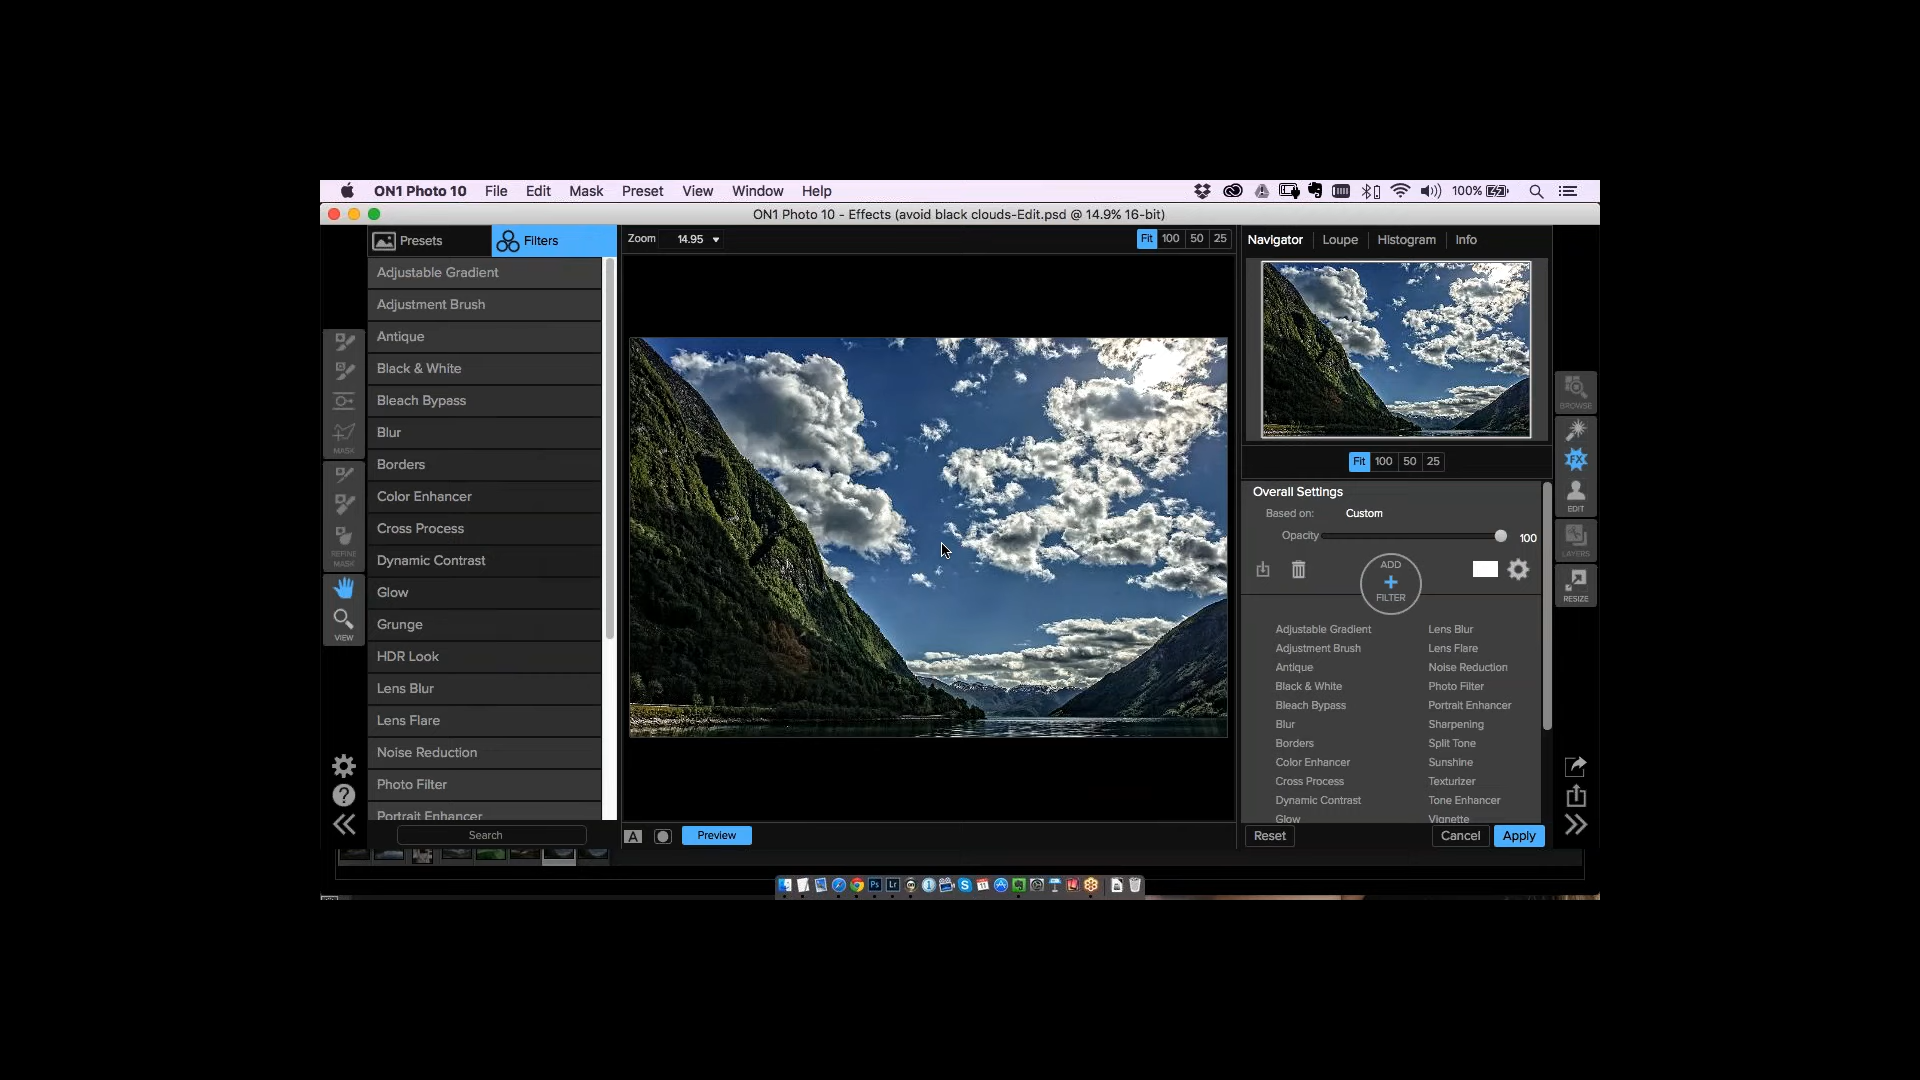 ON1 Photo 10 File Edit Mask Preset View Window Help 100%
ON1 Photo 10 - Effects (avoid black clouds-Edit.psd @ 14.9% 16-bit)
Presets Filters
Adjustable Gradient
Adjustment Brush
Antique
Black & White
Bleach Bypass
Blur
Borders
Color Enhancer
Cross Process
Dynamic Contrast
Glow
Grunge
HDR Look
Lens Blur
Lens Flare
Noise Reduction
Photo Filter
Portrait Enhancer
Search
MASK
REFINE
MASK
VIEW
Zoom 14.95 Fit 100 50 25
A Preview
Navigator Loupe Histogram Info
Fit 100 50 25
Overall Settings
Based on: Custom
Opacity 100
ADD
FILTER
Adjustable Gradient Lens Blur
Adjustment Brush Lens Flare
Antique Noise Reduction
Black & White Photo Filter
Bleach Bypass Portrait Enhancer
Blur Sharpening
Borders Split Tone
Color Enhancer Sunshine
Cross Process Texturizer
Dynamic Contrast Tone Enhancer
Glow Vignette
Reset Cancel Apply
BROWSE
FX
EDIT
LAYERS
RESIZE
Ps Lr